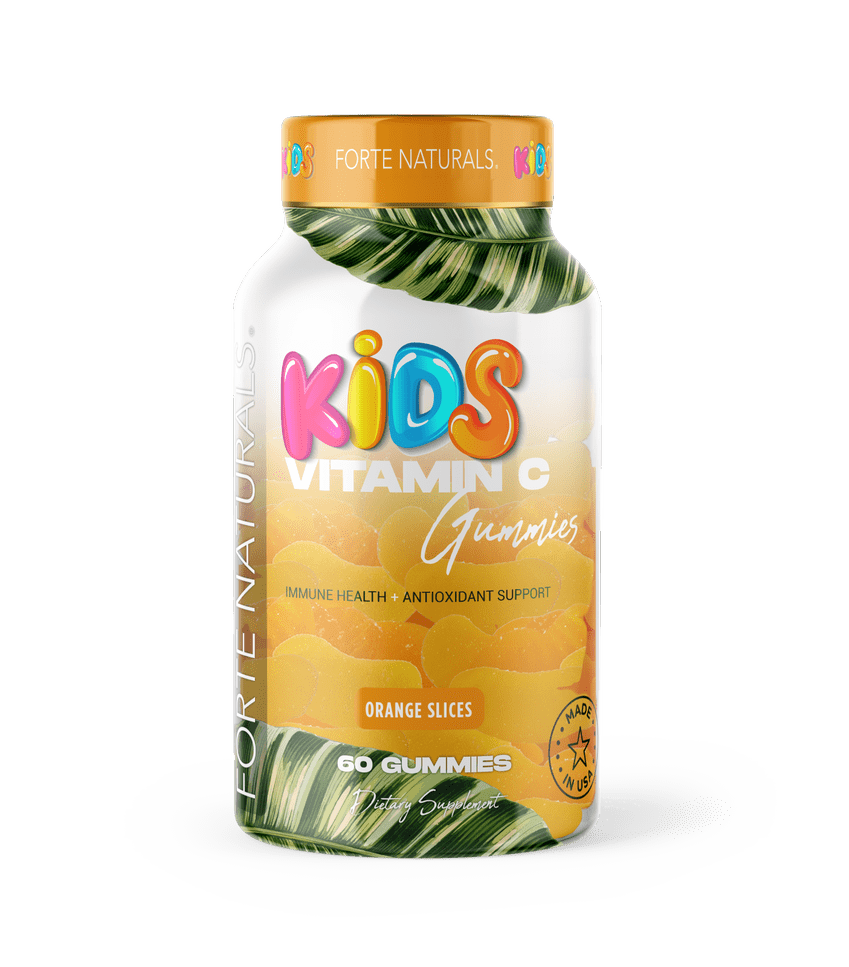 KiDS FORTE NATURALS. KiDS
KiDS
VITAMIN C
Gummies
IMMUNE HEALTH + ANTIOXIDANT SUPPORT
ORANGE SLICES
60 GUMMIES
Dietary Supplement
FORTE NATURALS®
MADE
IN USA